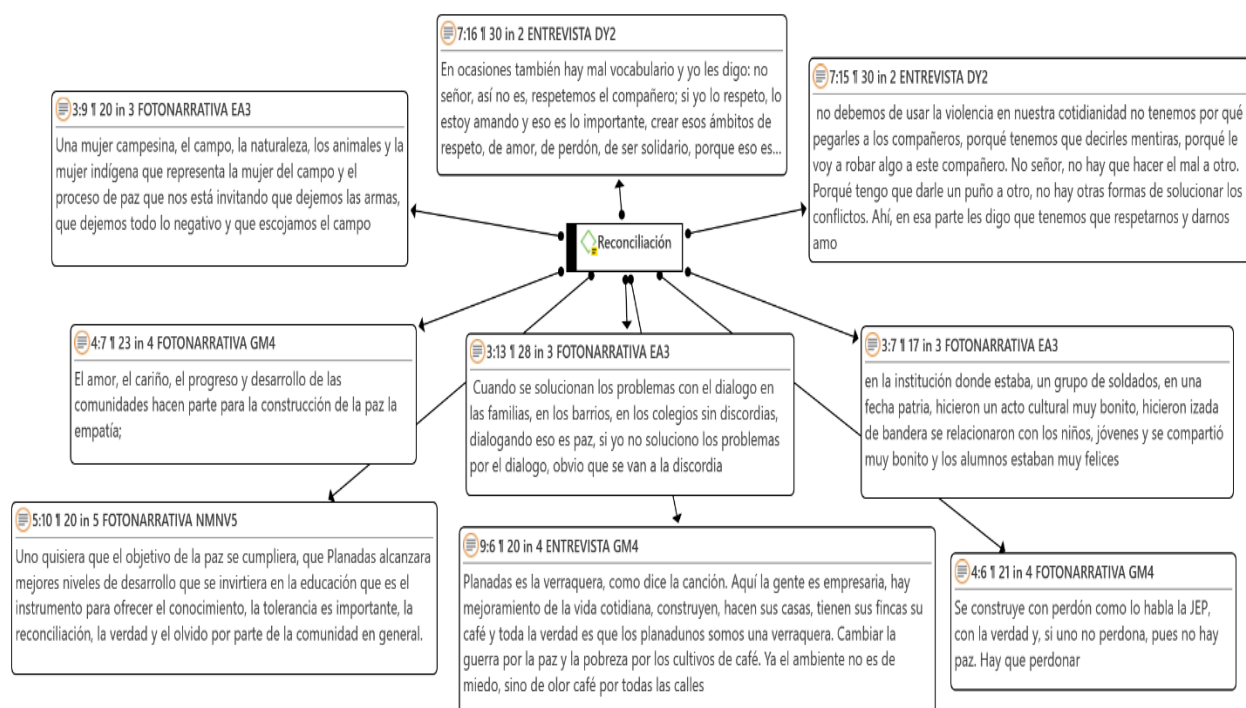 7:16 ¶ 30 in 2 ENTREVISTA DY2
En ocasiones también hay mal vocabulario y yo les digo: no
señor, así no es, respetemos el compañero; si yo lo respeto, lo
estoy amando y eso es lo importante, crear esos ámbitos de
respeto, de amor, de perdón, de ser solidario, porque eso es...
7:15 ¶ 30 in 2 ENTREVISTA DY2
no debemos de usar la violencia en nuestra cotidianidad no tenemos por qué
pegarles a los compañeros, porqué tenemos que decirles mentiras, porqué le
voy a robar algo a este compañero. No señor, no hay que hacer el mal a otro.
Porqué tengo que darle un puño a otro, no hay otras formas de solucionar los
conflictos. Ahí, en esa parte les digo que tenemos que respetarnos y darnos
amo
3:9 ¶ 20 in 3 FOTONARRATIVA EA3
Una mujer campesina, el campo, la naturaleza, los animales y la
mujer indígena que representa la mujer del campo y el
proceso de paz que nos está invitando que dejemos las armas,
que dejemos todo lo negativo y que escojamos el campo
Reconciliación
4:7 ¶ 23 in 4 FOTONARRATIVA GM4
El amor, el cariño, el progreso y desarrollo de las
comunidades hacen parte para la construcción de la paz la
empatía;
3:13 ¶ 28 in 3 FOTONARRATIVA EA3
Cuando se solucionan los problemas con el dialogo en
las familias, en los barrios, en los colegios sin discordias,
dialogando eso es paz, si yo no soluciono los problemas
por el dialogo, obvio que se van a la discordia
3:7 ¶ 17 in 3 FOTONARRATIVA EA3
en la institución donde estaba, un grupo de soldados, en una
fecha patria, hicieron un acto cultural muy bonito, hicieron izada
de bandera se relacionaron con los niños, jóvenes y se compartió
muy bonito y los alumnos estaban muy felices
5:10 ¶ 20 in 5 FOTONARRATIVA NMNV5
Uno quisiera que el objetivo de la paz se cumpliera, que Planadas alcanzara
mejores niveles de desarrollo que se invirtiera en la educación que es el
instrumento para ofrecer el conocimiento, la tolerancia es importante, la
reconciliación, la verdad y el olvido por parte de la comunidad en general.
9:6 ¶ 20 in 4 ENTREVISTA GM4
Planadas es la verraquera, como dice la canción. Aquí la gente es empresaria, hay
mejoramiento de la vida cotidiana, construyen, hacen sus casas, tienen sus fincas su
café y toda la verdad es que los planadunos somos una verraquera. Cambiar la
guerra por la paz y la pobreza por los cultivos de café. Ya el ambiente no es de
miedo, sino de olor café por todas las calles
4:6 ¶ 21 in 4 FOTONARRATIVA GM4
Se construye con perdón como lo habla la JEP,
con la verdad y, si uno no perdona, pues no hay
paz. Hay que perdonar